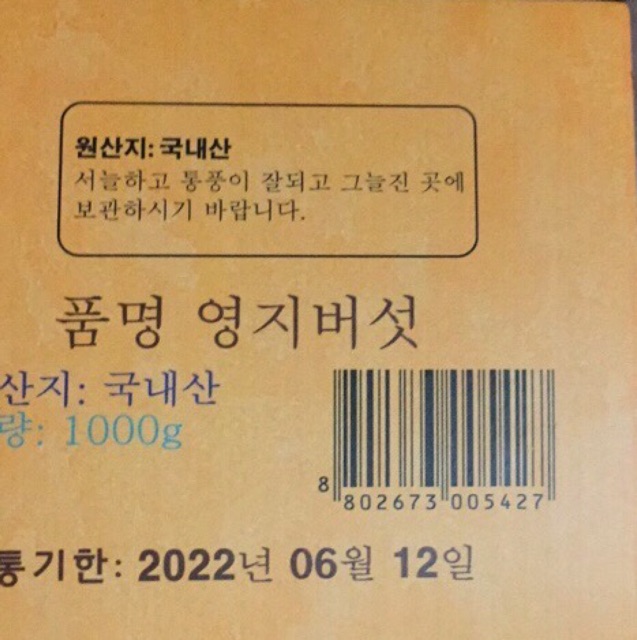 원산지: 국내산
서늘하고 통풍이 잘되고 그늘진 곳에
보관하시기 바랍니다.
품명 영지버섯
산지: 국내산
량: 1000g
8 802673 005427
통기한: 2022년 06월 12일